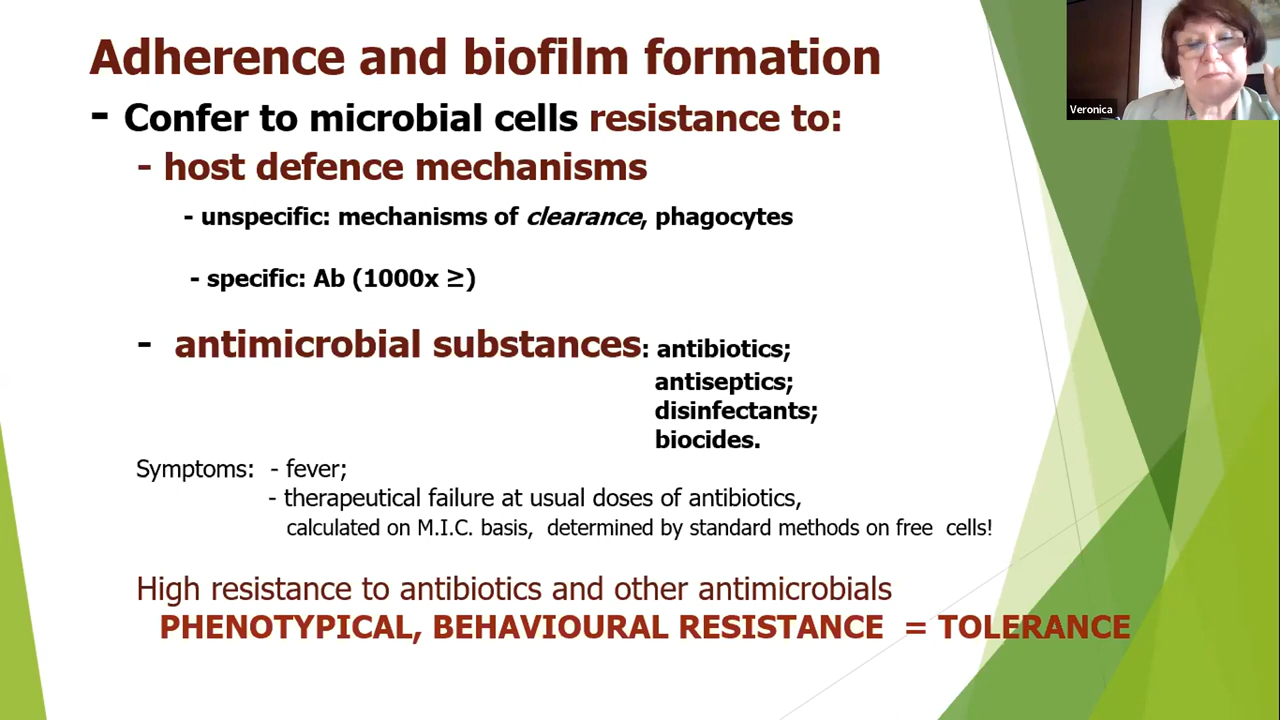 Adherence and biofilm formation
- Confer to microbial cells resistance to:
- host defence mechanisms
- unspecific: mechanisms of clearance, phagocytes
- specific: Ab (1000x ≥)
- antimicrobial substances: antibiotics;
antiseptics;
disinfectants;
biocides.
Symptoms: - fever;
- therapeutical failure at usual doses of antibiotics,
calculated on M.I.C. basis, determined by standard methods on free cells!
High resistance to antibiotics and other antimicrobials
PHENOTYPICAL, BEHAVIOURAL RESISTANCE = TOLERANCE
Veronica